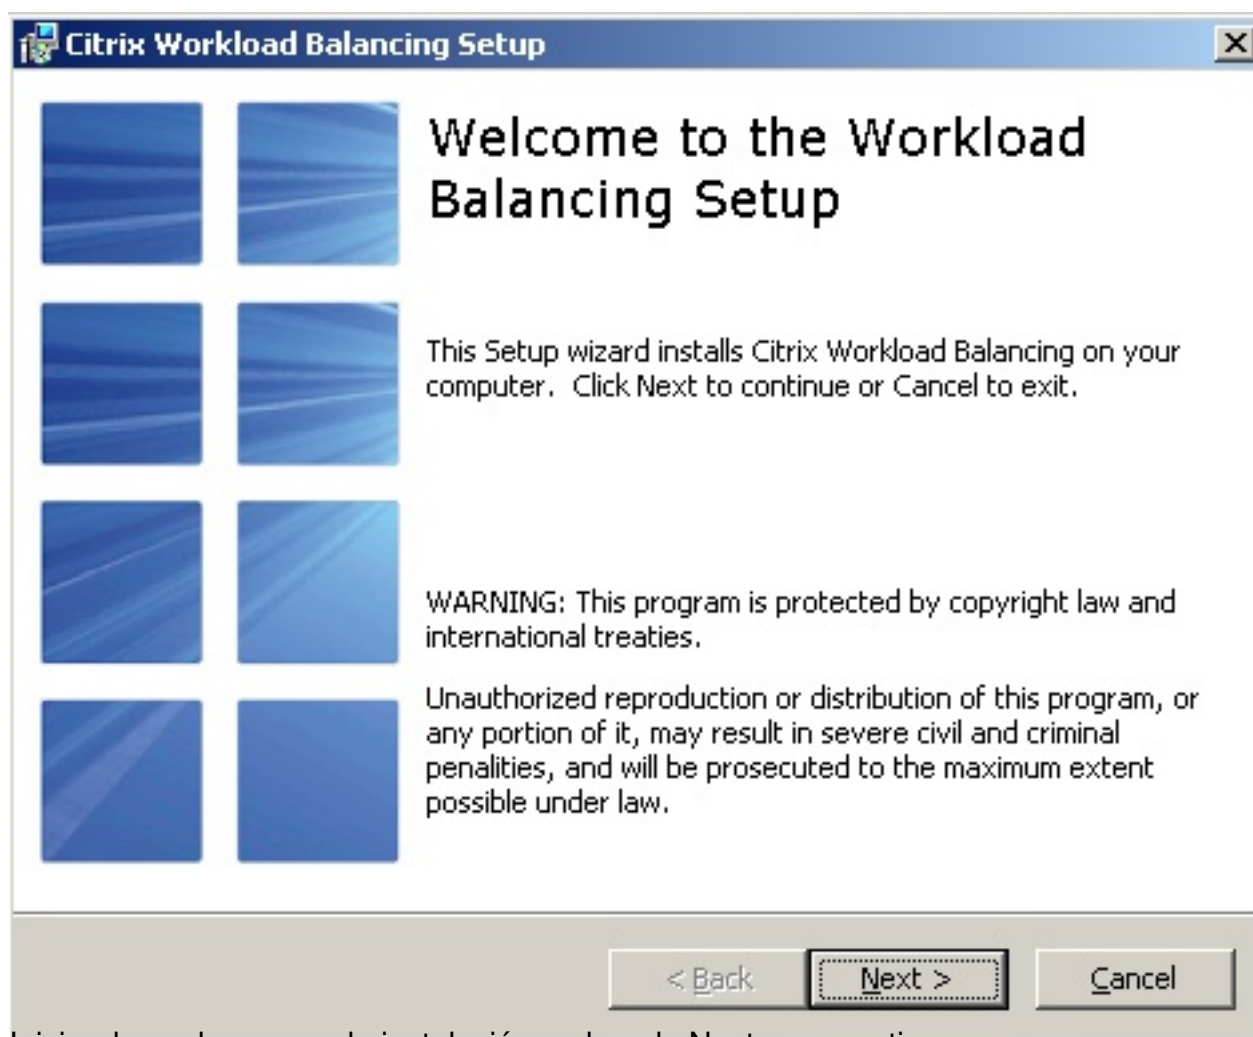 Citrix Workload Balancing Setup
Welcome to the Workload
Balancing Setup
This Setup wizard installs Citrix Workload Balancing on your
computer.  Click Next to continue or Cancel to exit.
WARNING: This program is protected by copyright law and
international treaties.
Unauthorized reproduction or distribution of this program, or
any portion of it, may result in severe civil and criminal
penalities, and will be prosecuted to the maximum extent
possible under law.
< Back
Next >
Cancel